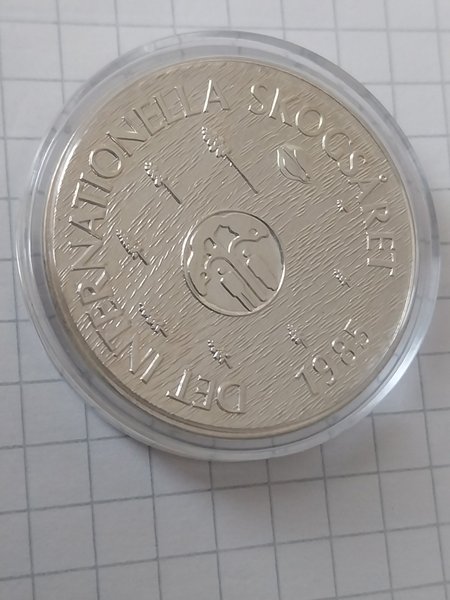 DET INTERNATIONELLA SKOGSÅRET
1985